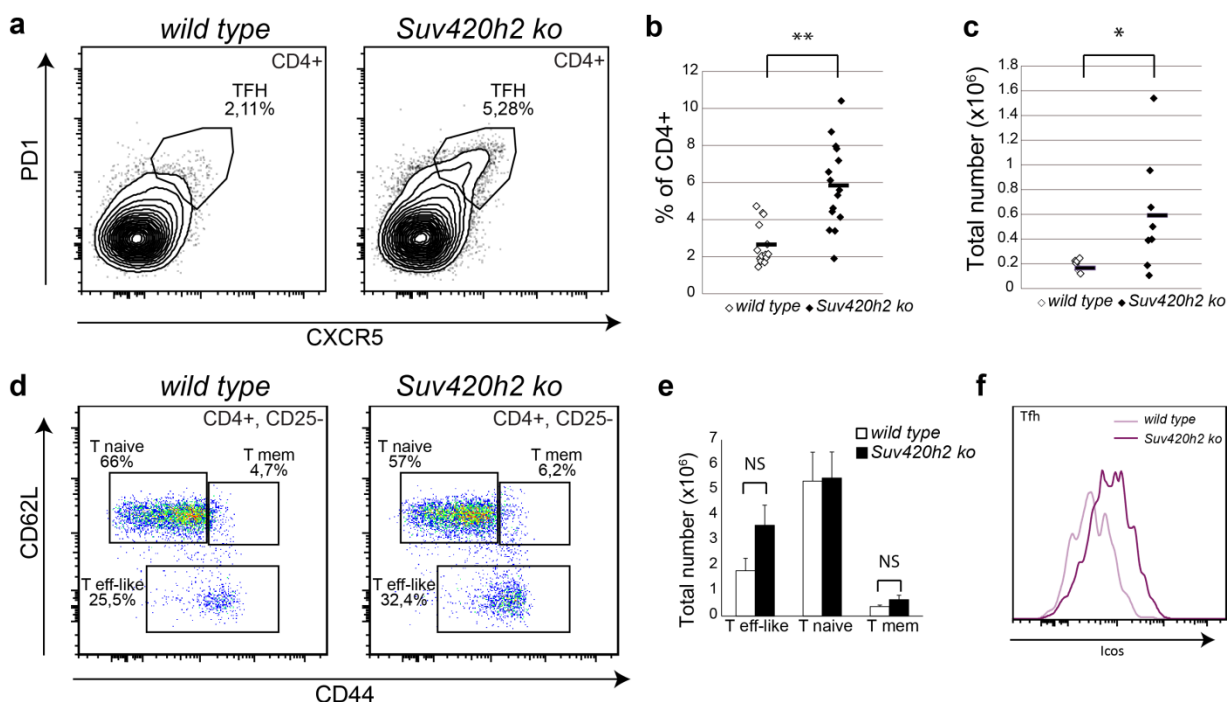 a
wild type
Suv420h2 ko
CD4+
TFH
2,11%
CD4+
TFH
5,28%
PD1
CXCR5
b
**
% of CD4+
12
10
8
6
4
2
0
wild type
Suv420h2 ko
c
*
Total number (x10⁶)
1.8
1.6
1.4
1.2
1
0.8
0.6
0.4
0.2
0
wild type
Suv420h2 ko
d
wild type
Suv420h2 ko
CD4+, CD25-
T naive
66%
T mem
4,7%
T eff-like
25,5%
CD4+, CD25-
T naive
57%
T mem
6,2%
T eff-like
32,4%
CD62L
CD44
e
wild type
Suv420h2 ko
Total number (x10⁶)
7
6
5
4
3
2
1
0
NS
NS
T eff-like
T naive
T mem
f
Tfh
wild type
Suv420h2 ko
Icos